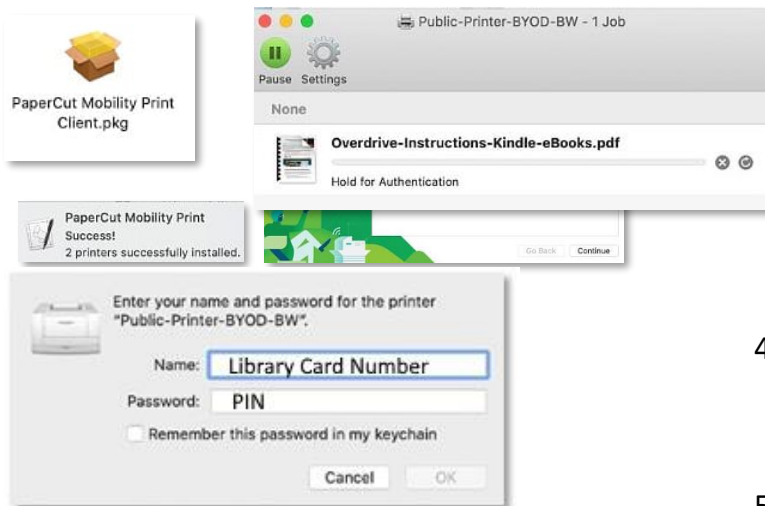 PaperCut Mobility Print
Client.pkg
Public-Printer-BYOD-BW - 1 Job
Pause Settings
None
Overdrive-Instructions-Kindle-eBooks.pdf
Hold for Authentication
PaperCut Mobility Print
Success!
2 printers successfully installed.
Go Back Continue
Enter your name and password for the printer
"Public-Printer-BYOD-BW".
Name: Library Card Number
Password: PIN
Remember this password in my keychain
Cancel OK
4